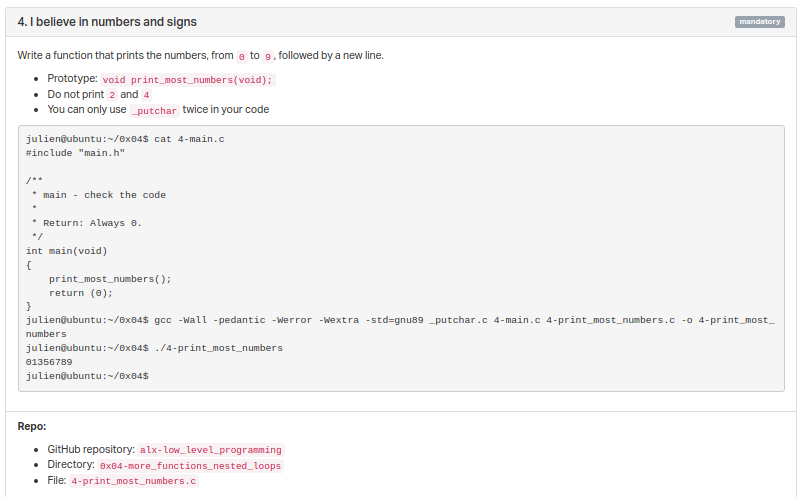 4. I believe in numbers and signs
mandatory
Write a function that prints the numbers, from 0 to 9, followed by a new line.
Prototype: void print_most_numbers(void);
Do not print 2 and 4
You can only use _putchar twice in your code
julien@ubuntu:~/0x04$ cat 4-main.c
#include "main.h"
/**
* main - check the code
*
* Return: Always 0.
*/
int main(void)
{
print_most_numbers();
return (0);
}
julien@ubuntu:~/0x04$ gcc -Wall -pedantic -Werror -Wextra -std=gnu89 _putchar.c 4-main.c 4-print_most_numbers.c -o 4-print_most_
numbers
julien@ubuntu:~/0x04$ ./4-print_most_numbers
01356789
julien@ubuntu:~/0x04$
Repo:
GitHub repository: alx-low_level_programming
Directory: 0x04-more_functions_nested_loops
File: 4-print_most_numbers.c